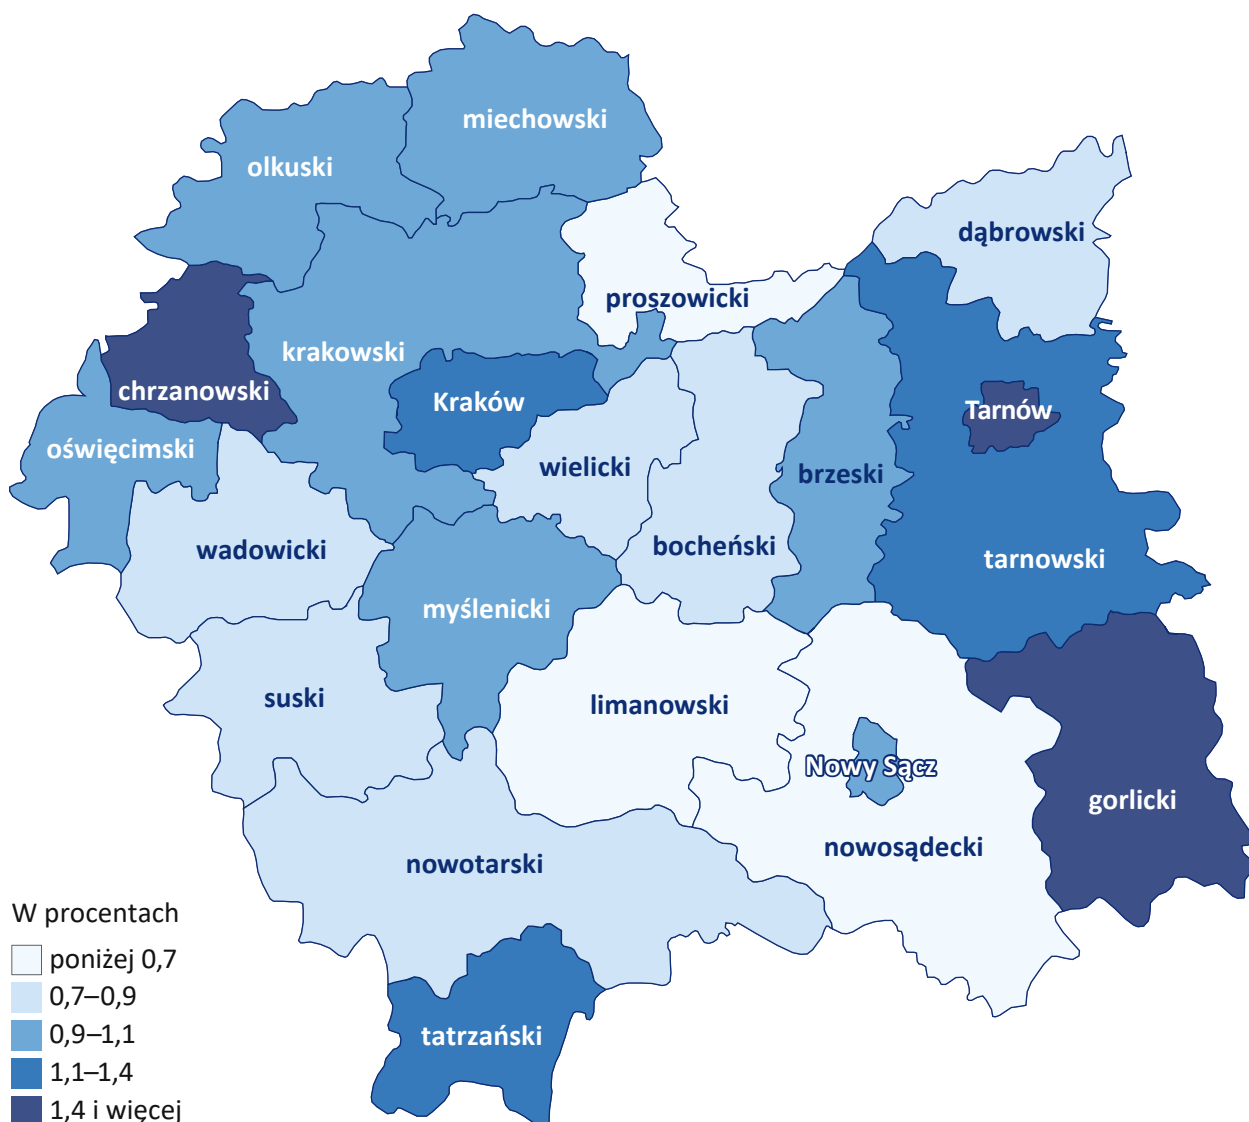 miechowski
olkuski
dąbrowski
proszowicki
krakowski
chrzanowski
Kraków
Tarnów
oświęcimski
wielicki
brzeski
wadowicki
bocheński
tarnowski
myślenicki
suski
limanowski
Nowy Sącz
gorlicki
nowotarski
nowosądecki
tatrzański
W procentach
poniżej 0,7
0,7–0,9
0,9–1,1
1,1–1,4
1,4 i więcej